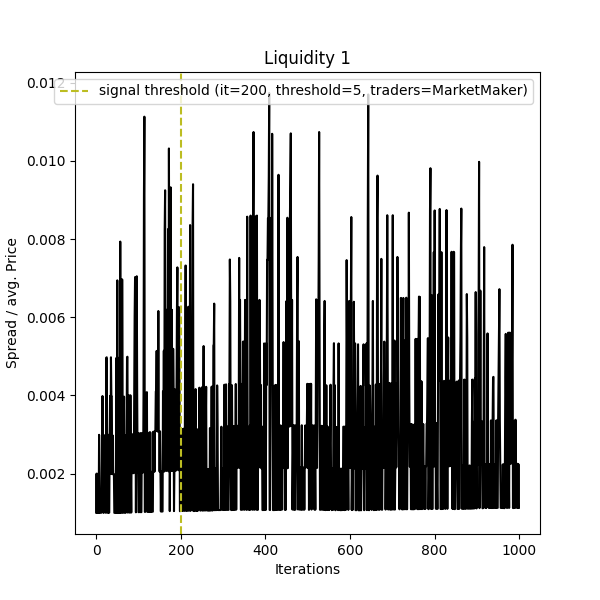 Liquidity 1
0.012
signal threshold (it=200, threshold=5, traders=MarketMaker)
0.010
0.008
0.006
0.004
0.002
Spread / avg. Price
0 200 400 600 800 1000
Iterations